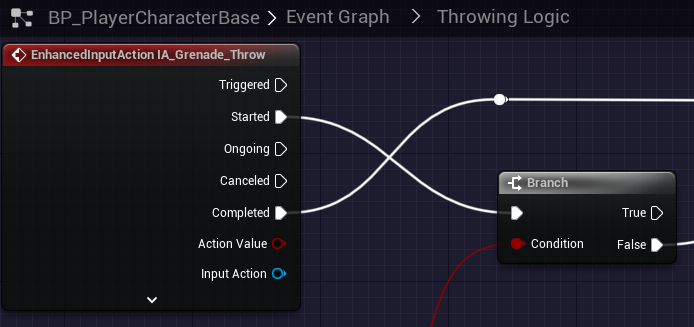 BP_PlayerCharacterBase > Event Graph > Throwing Logic
EnhancedInputAction IA_Grenade_Throw
Triggered
Started
Ongoing
Canceled
Completed
Action Value
Input Action
Branch
True
Condition False